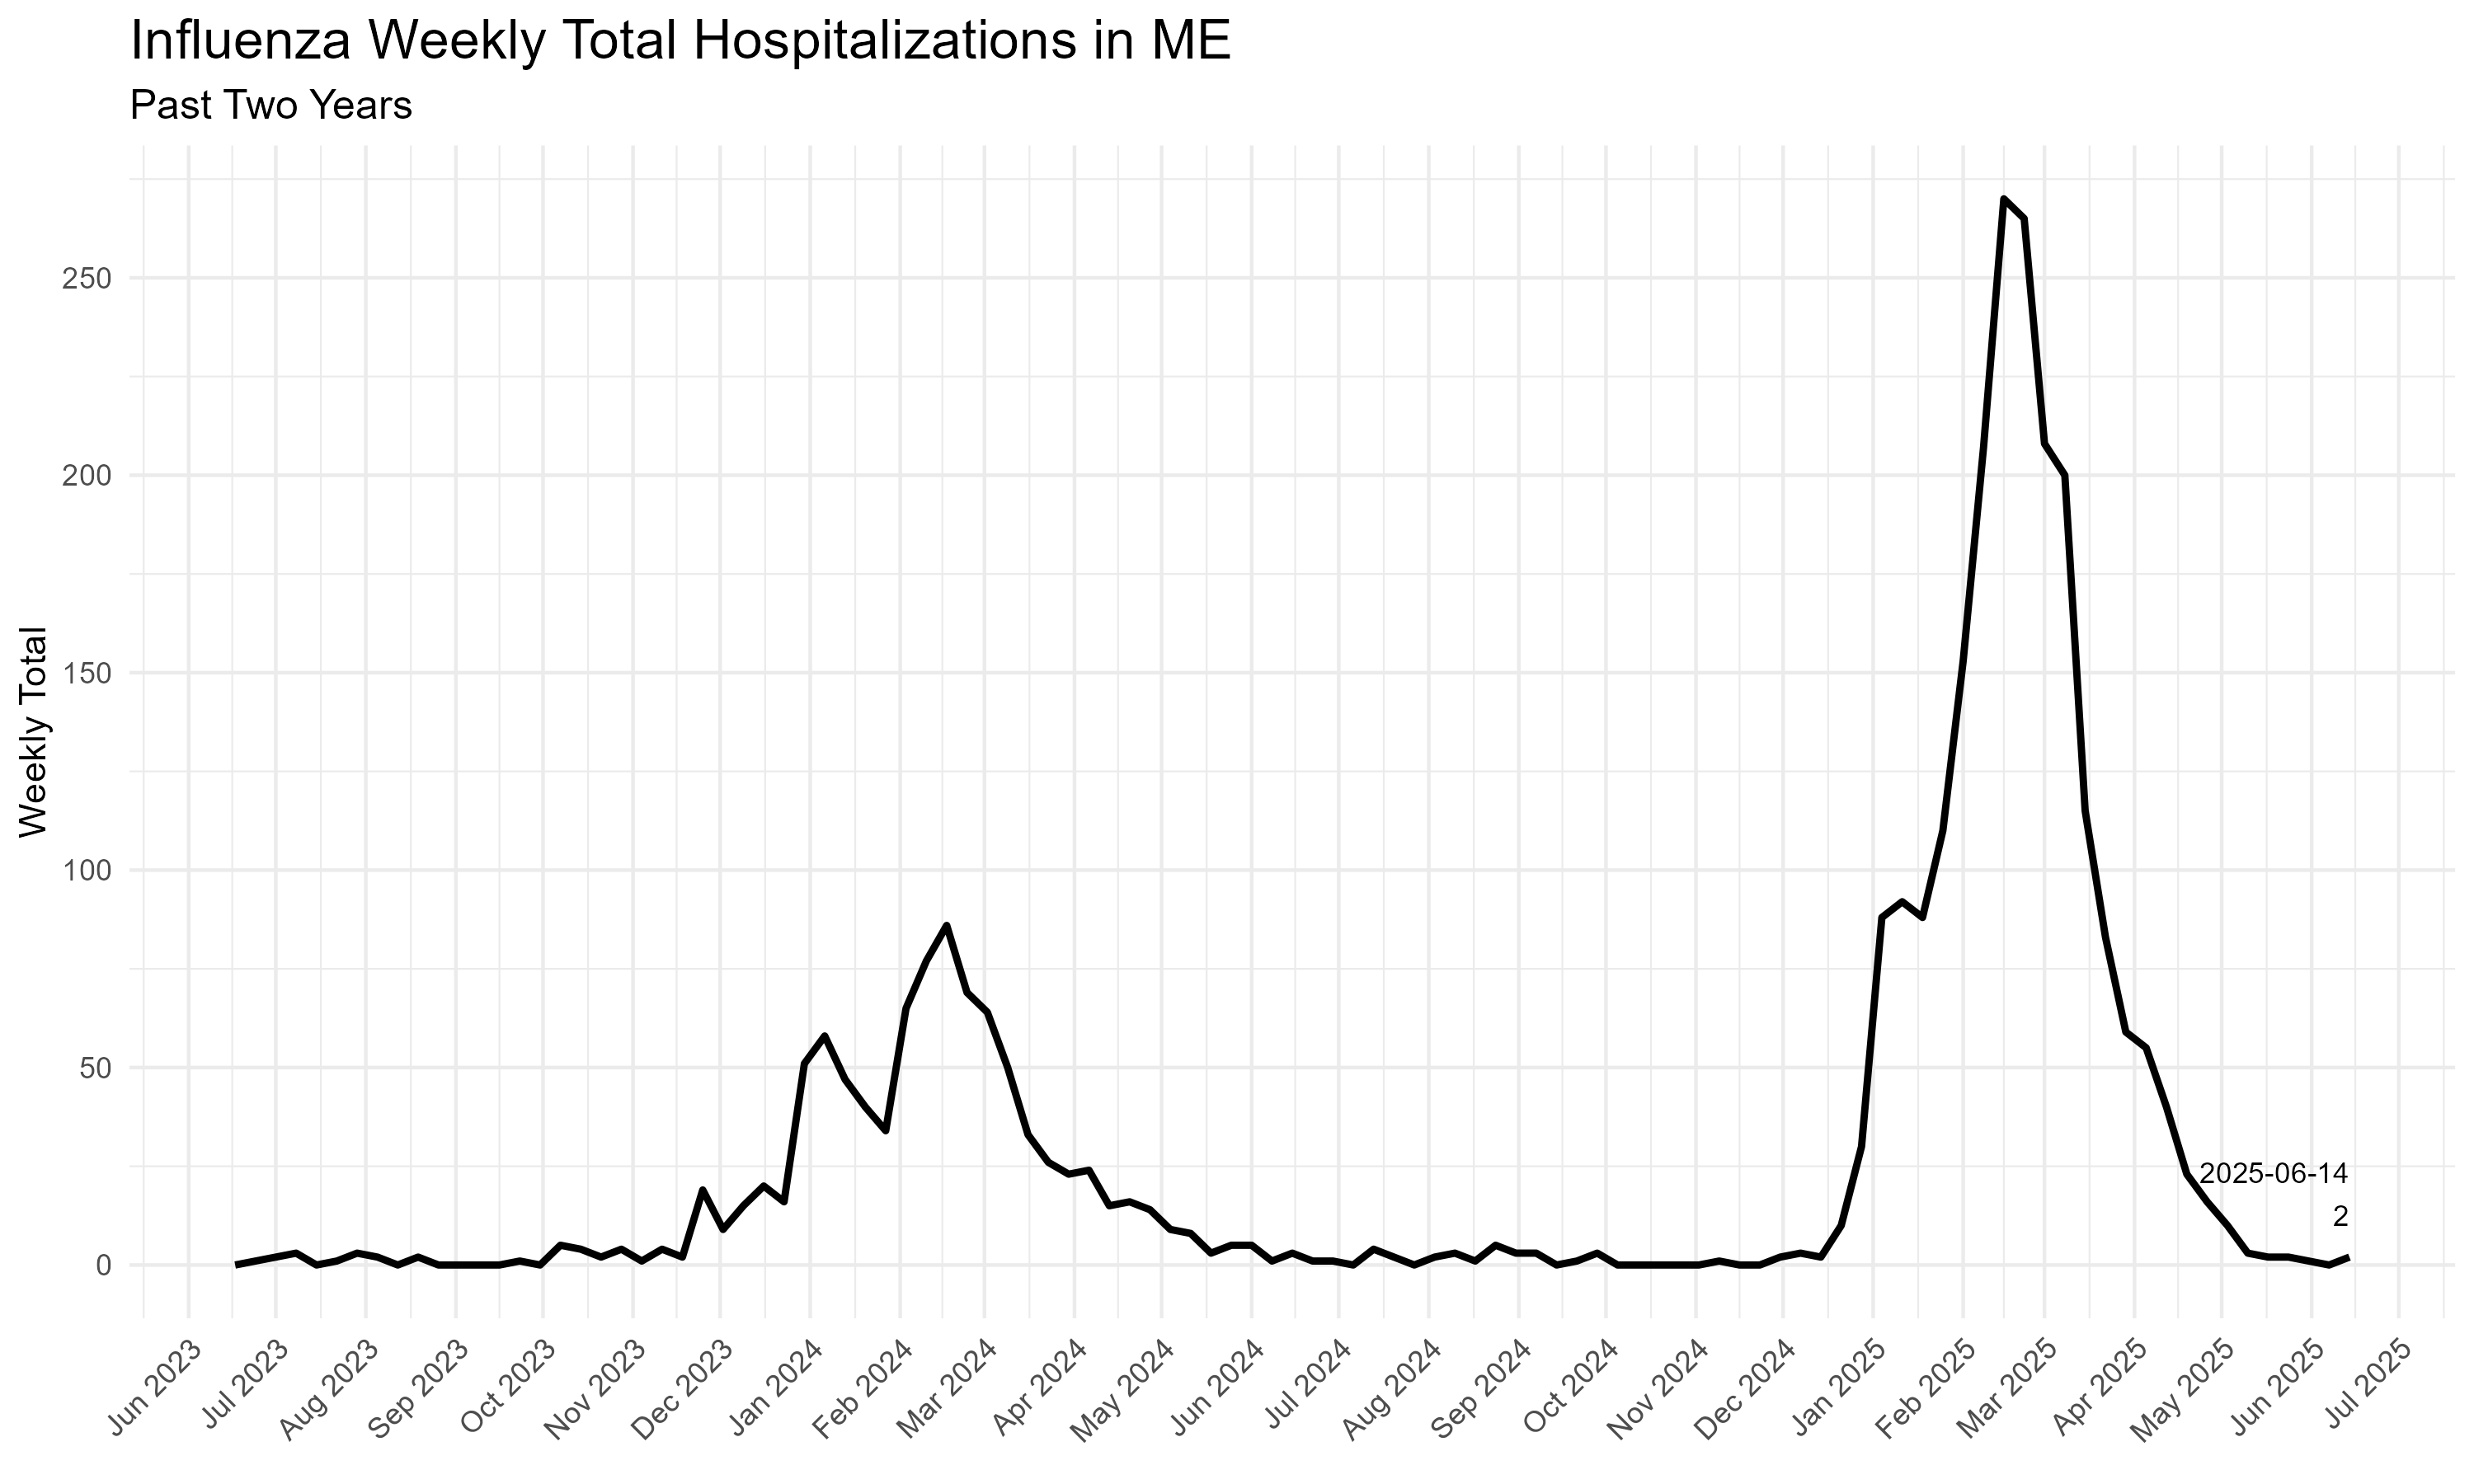 Influenza Weekly Total Hospitalizations in ME
Past Two Years
Weekly Total
250
200
150
100
50
0
2025-06-14
2
Jun 2023
Jul 2023
Aug 2023
Sep 2023
Oct 2023
Nov 2023
Dec 2023
Jan 2024
Feb 2024
Mar 2024
Apr 2024
May 2024
Jun 2024
Jul 2024
Aug 2024
Sep 2024
Oct 2024
Nov 2024
Dec 2024
Jan 2025
Feb 2025
Mar 2025
Apr 2025
May 2025
Jun 2025
Jul 2025